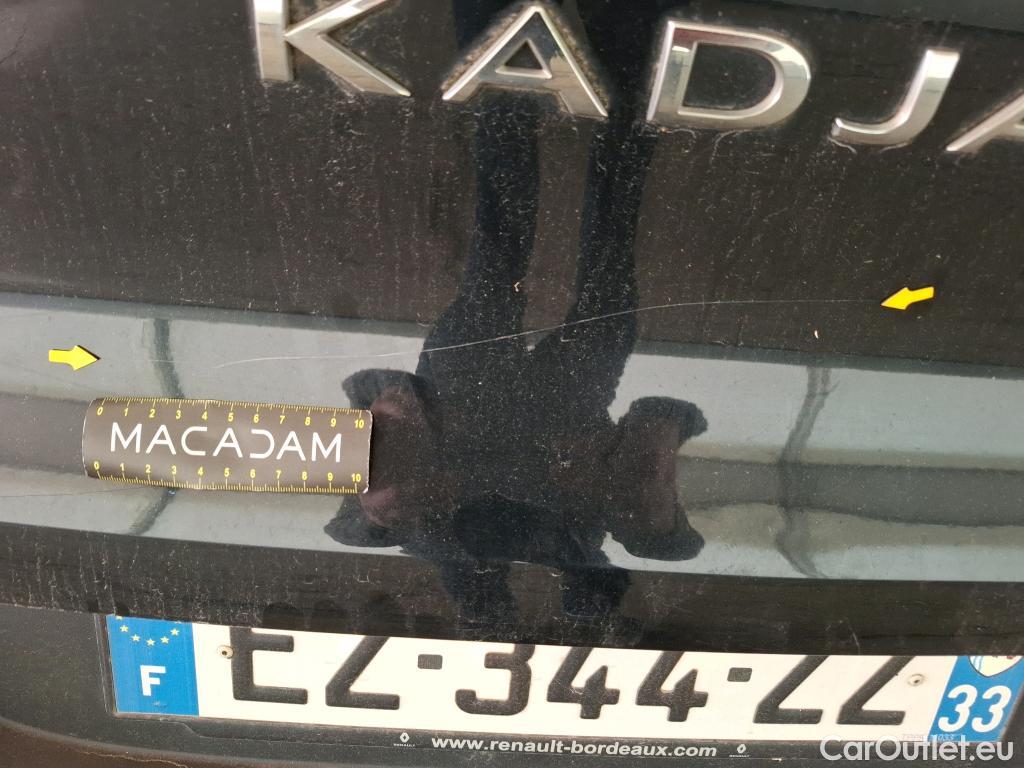 KADJA
0 1 2 3 4 5 6 7 8 9 10
MACADAM
0 1 2 3 4 5 6 7 8 9 10
F EZ-344-ZZ 33
www.renault-bordeaux.com
CarOutlet.eu